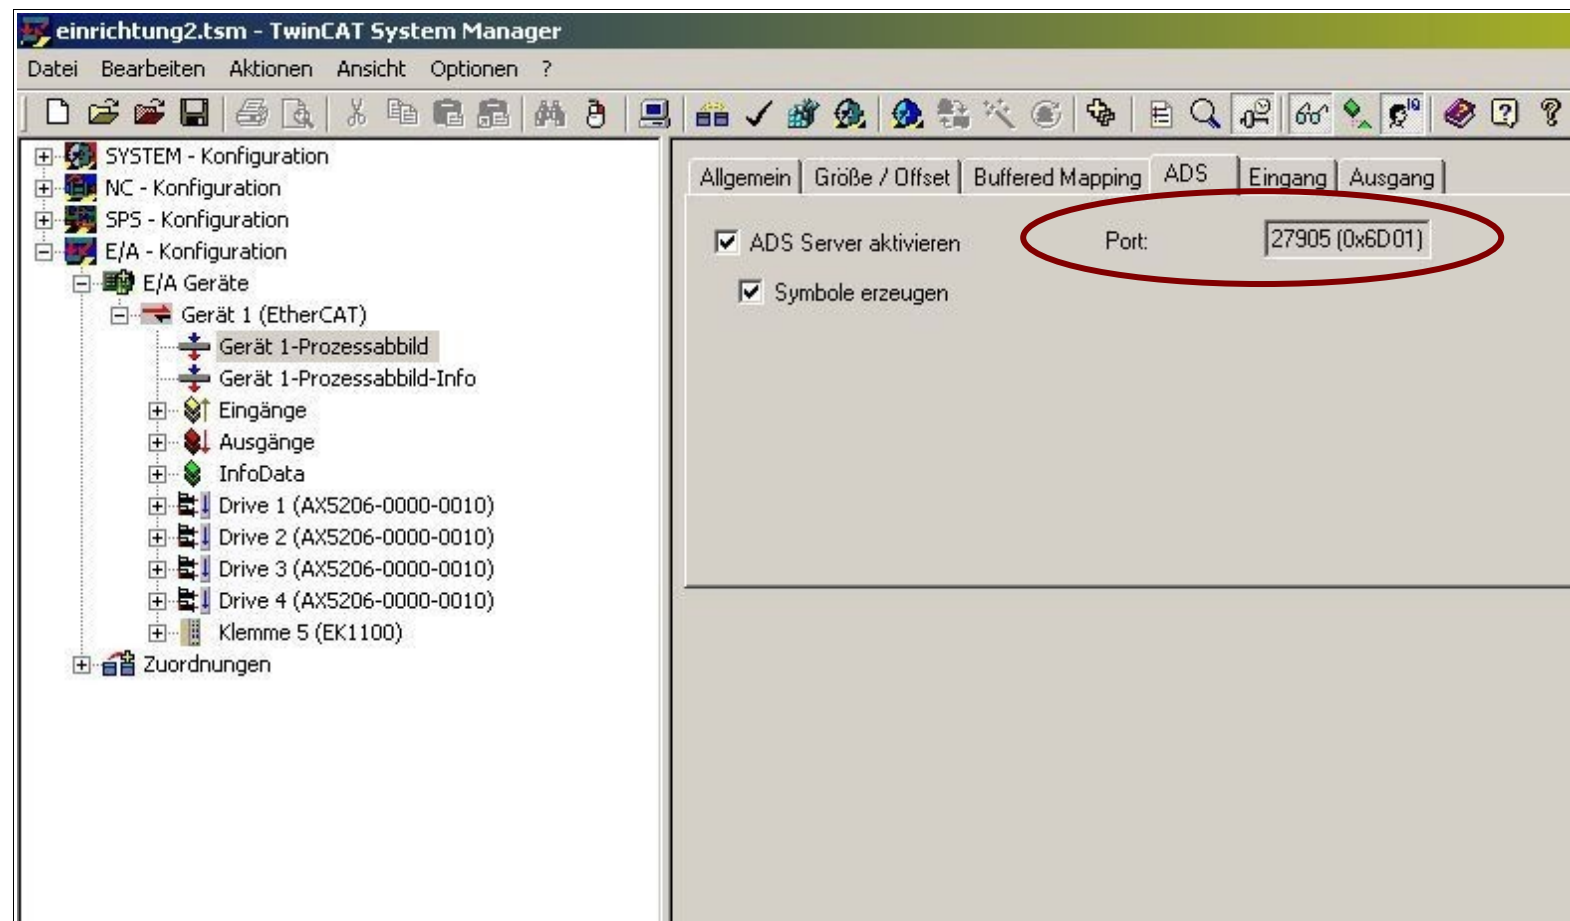 einrichtung2.tsm - TwinCAT System Manager
Datei Bearbeiten Aktionen Ansicht Optionen ?
SYSTEM - Konfiguration
NC - Konfiguration
SPS - Konfiguration
E/A - Konfiguration
E/A Geräte
Gerät 1 (EtherCAT)
Gerät 1-Prozessabbild
Gerät 1-Prozessabbild-Info
Eingänge
Ausgänge
InfoData
Drive 1 (AX5206-0000-0010)
Drive 2 (AX5206-0000-0010)
Drive 3 (AX5206-0000-0010)
Drive 4 (AX5206-0000-0010)
Klemme 5 (EK1100)
Zuordnungen
Allgemein Größe / Offset Buffered Mapping ADS Eingang Ausgang
ADS Server aktivieren Port: 27905 (0x6D01)
Symbole erzeugen